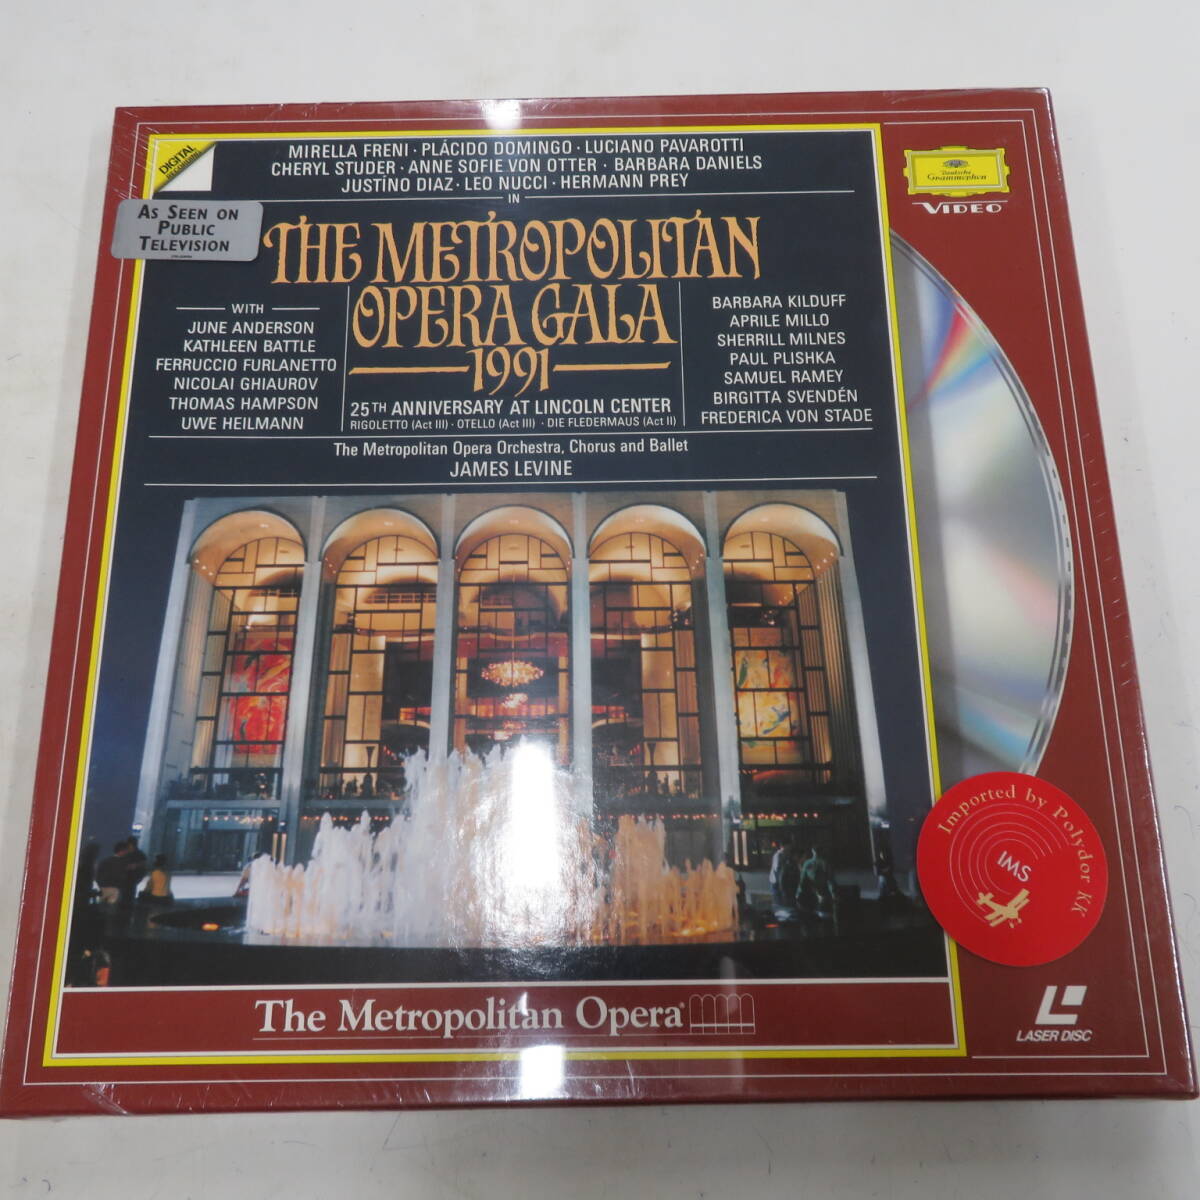 DIGITAL
RECORDING
MIRELLA FRENI · PLÁCIDO DOMINGO · LUCIANO PAVAROTTI
CHERYL STUDER · ANNE SOFIE VON OTTER · BARBARA DANIELS
JUSTÍNO DIAZ · LEO NUCCI · HERMANN PREY
IN
Deutsche
Grammophon
VIDEO
AS SEEN ON
PUBLIC
TELEVISION
THE METROPOLITAN
OPERA GALA
1991
WITH
JUNE ANDERSON
KATHLEEN BATTLE
FERRUCCIO FURLANETTO
NICOLAI GHIAUROV
THOMAS HAMPSON
UWE HEILMANN
25TH ANNIVERSARY AT LINCOLN CENTER
RIGOLETTO (Act III) · OTELLO (Act III) · DIE FLEDERMAUS (Act II)
BARBARA KILDUFF
APRILE MILLO
SHERRILL MILNES
PAUL PLISHKA
SAMUEL RAMEY
BIRGITTA SVENDÉN
FREDERICA VON STADE
The Metropolitan Opera Orchestra, Chorus and Ballet
JAMES LEVINE
Imported by Polydor KK
IMS
The Metropolitan Opera®
LASER DISC